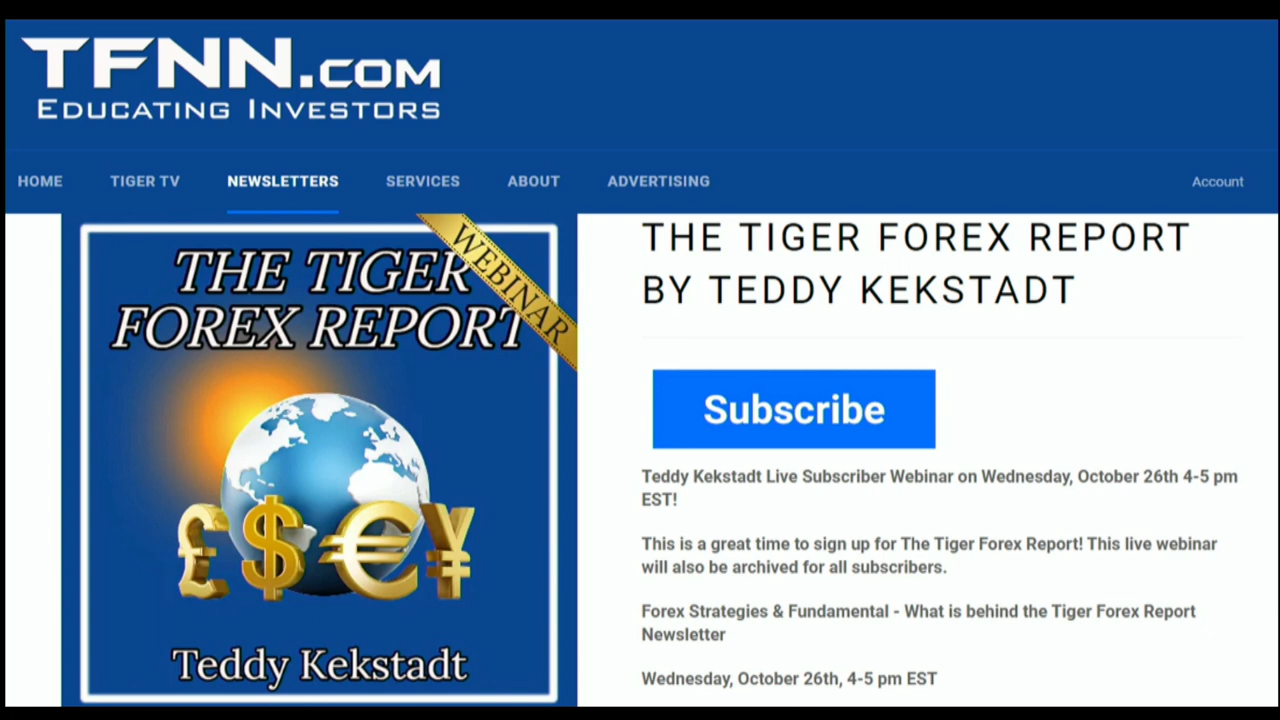 TFNN.COM
EDUCATING INVESTORS
HOME TIGER TV NEWSLETTERS SERVICES ABOUT ADVERTISING Account
THE TIGER
FOREX REPORT
WEBINAR
£$€¥
Teddy Kekstadt
THE TIGER FOREX REPORT
BY TEDDY KEKSTADT
Subscribe
Teddy Kekstadt Live Subscriber Webinar on Wednesday, October 26th 4-5 pm
EST!
This is a great time to sign up for The Tiger Forex Report! This live webinar
will also be archived for all subscribers.
Forex Strategies & Fundamental - What is behind the Tiger Forex Report
Newsletter
Wednesday, October 26th, 4-5 pm EST